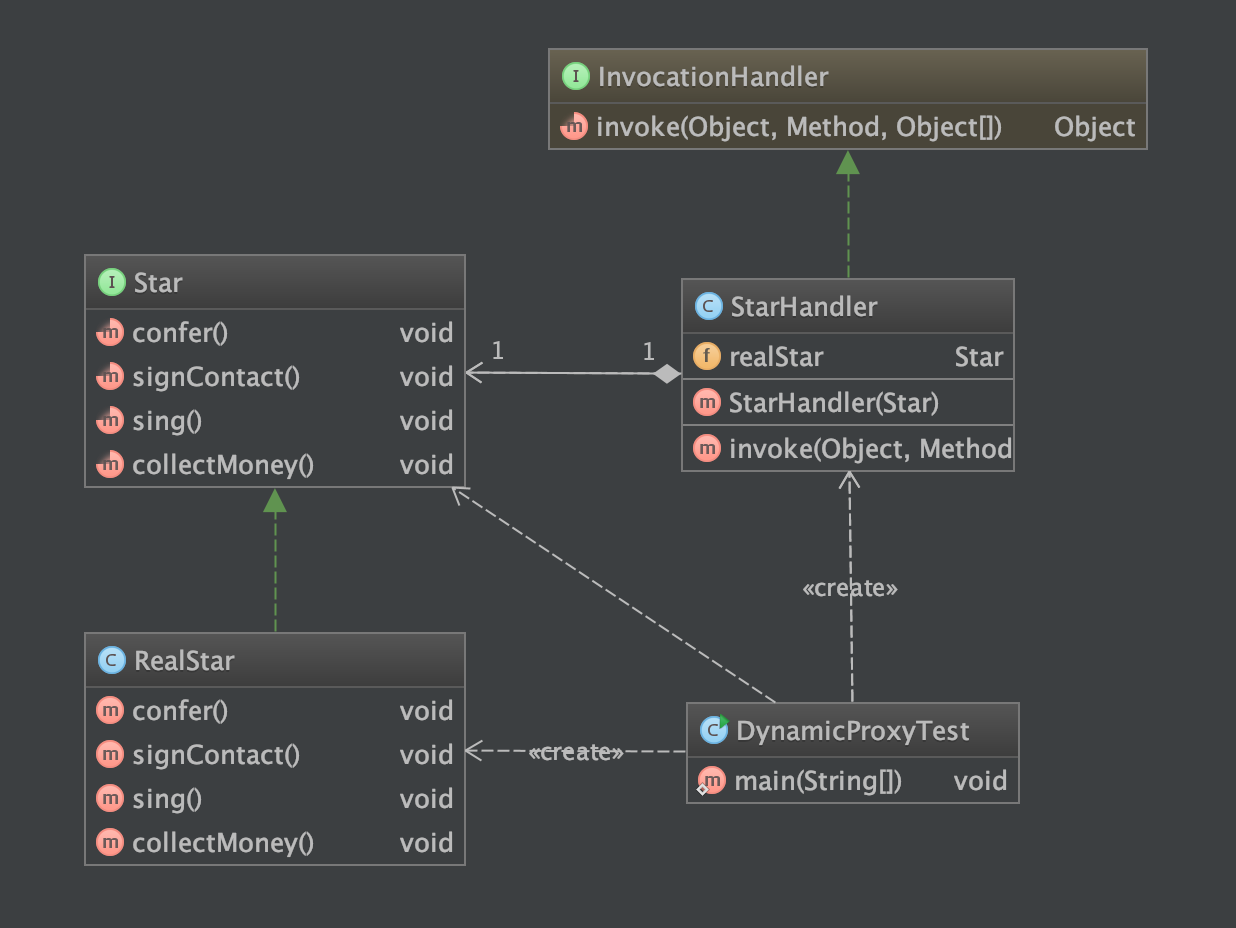 I InvocationHandler
m invoke(Object, Method, Object[]) Object
I Star
m confer() void
m signContact() void
m sing() void
m collectMoney() void
1 1
C StarHandler
f realStar Star
m StarHandler(Star)
m invoke(Object, Method
«create»
C RealStar
m confer() void
m signContact() void
m sing() void
m collectMoney() void
«create»
C DynamicProxyTest
m main(String[]) void